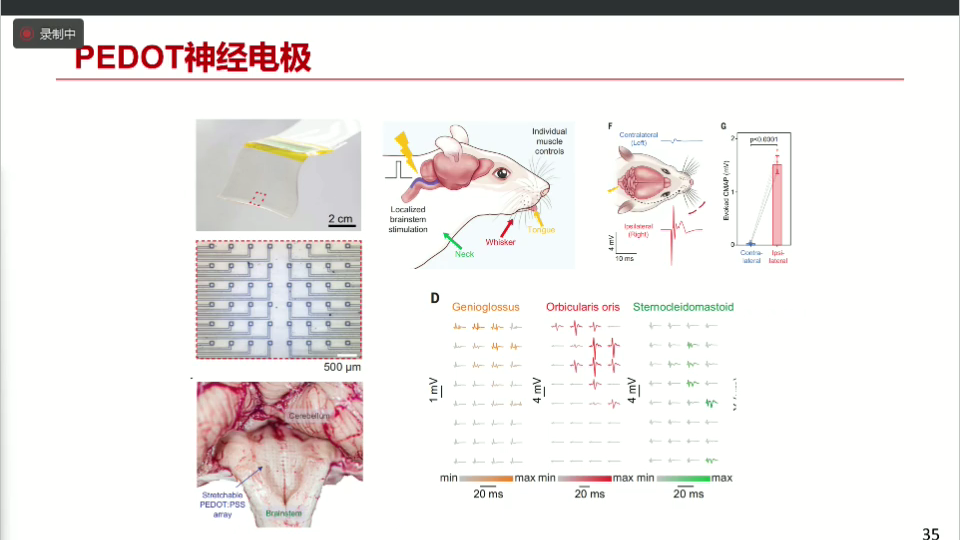 录制中
PEDOT神经电极
2 cm
500 μm
Cerebellum
Stretchable
PEDOT:PSS
array
Brainstem
Individual
muscle
controls
Localized
brainstem
stimulation
Tongue
Whisker
Neck
F
Contralateral
(Left)
Ipsilateral
(Right)
4 mV
10 ms
G
p<0.0001
Evoked CMAP (mV)
2
1
0
Contra-
lateral
Ipsi-
lateral
D
Genioglossus
Orbicularis oris
Sternocleidomastoid
1 mV
4 mV
4 mV
min max
min max
min max
20 ms
20 ms
20 ms
35